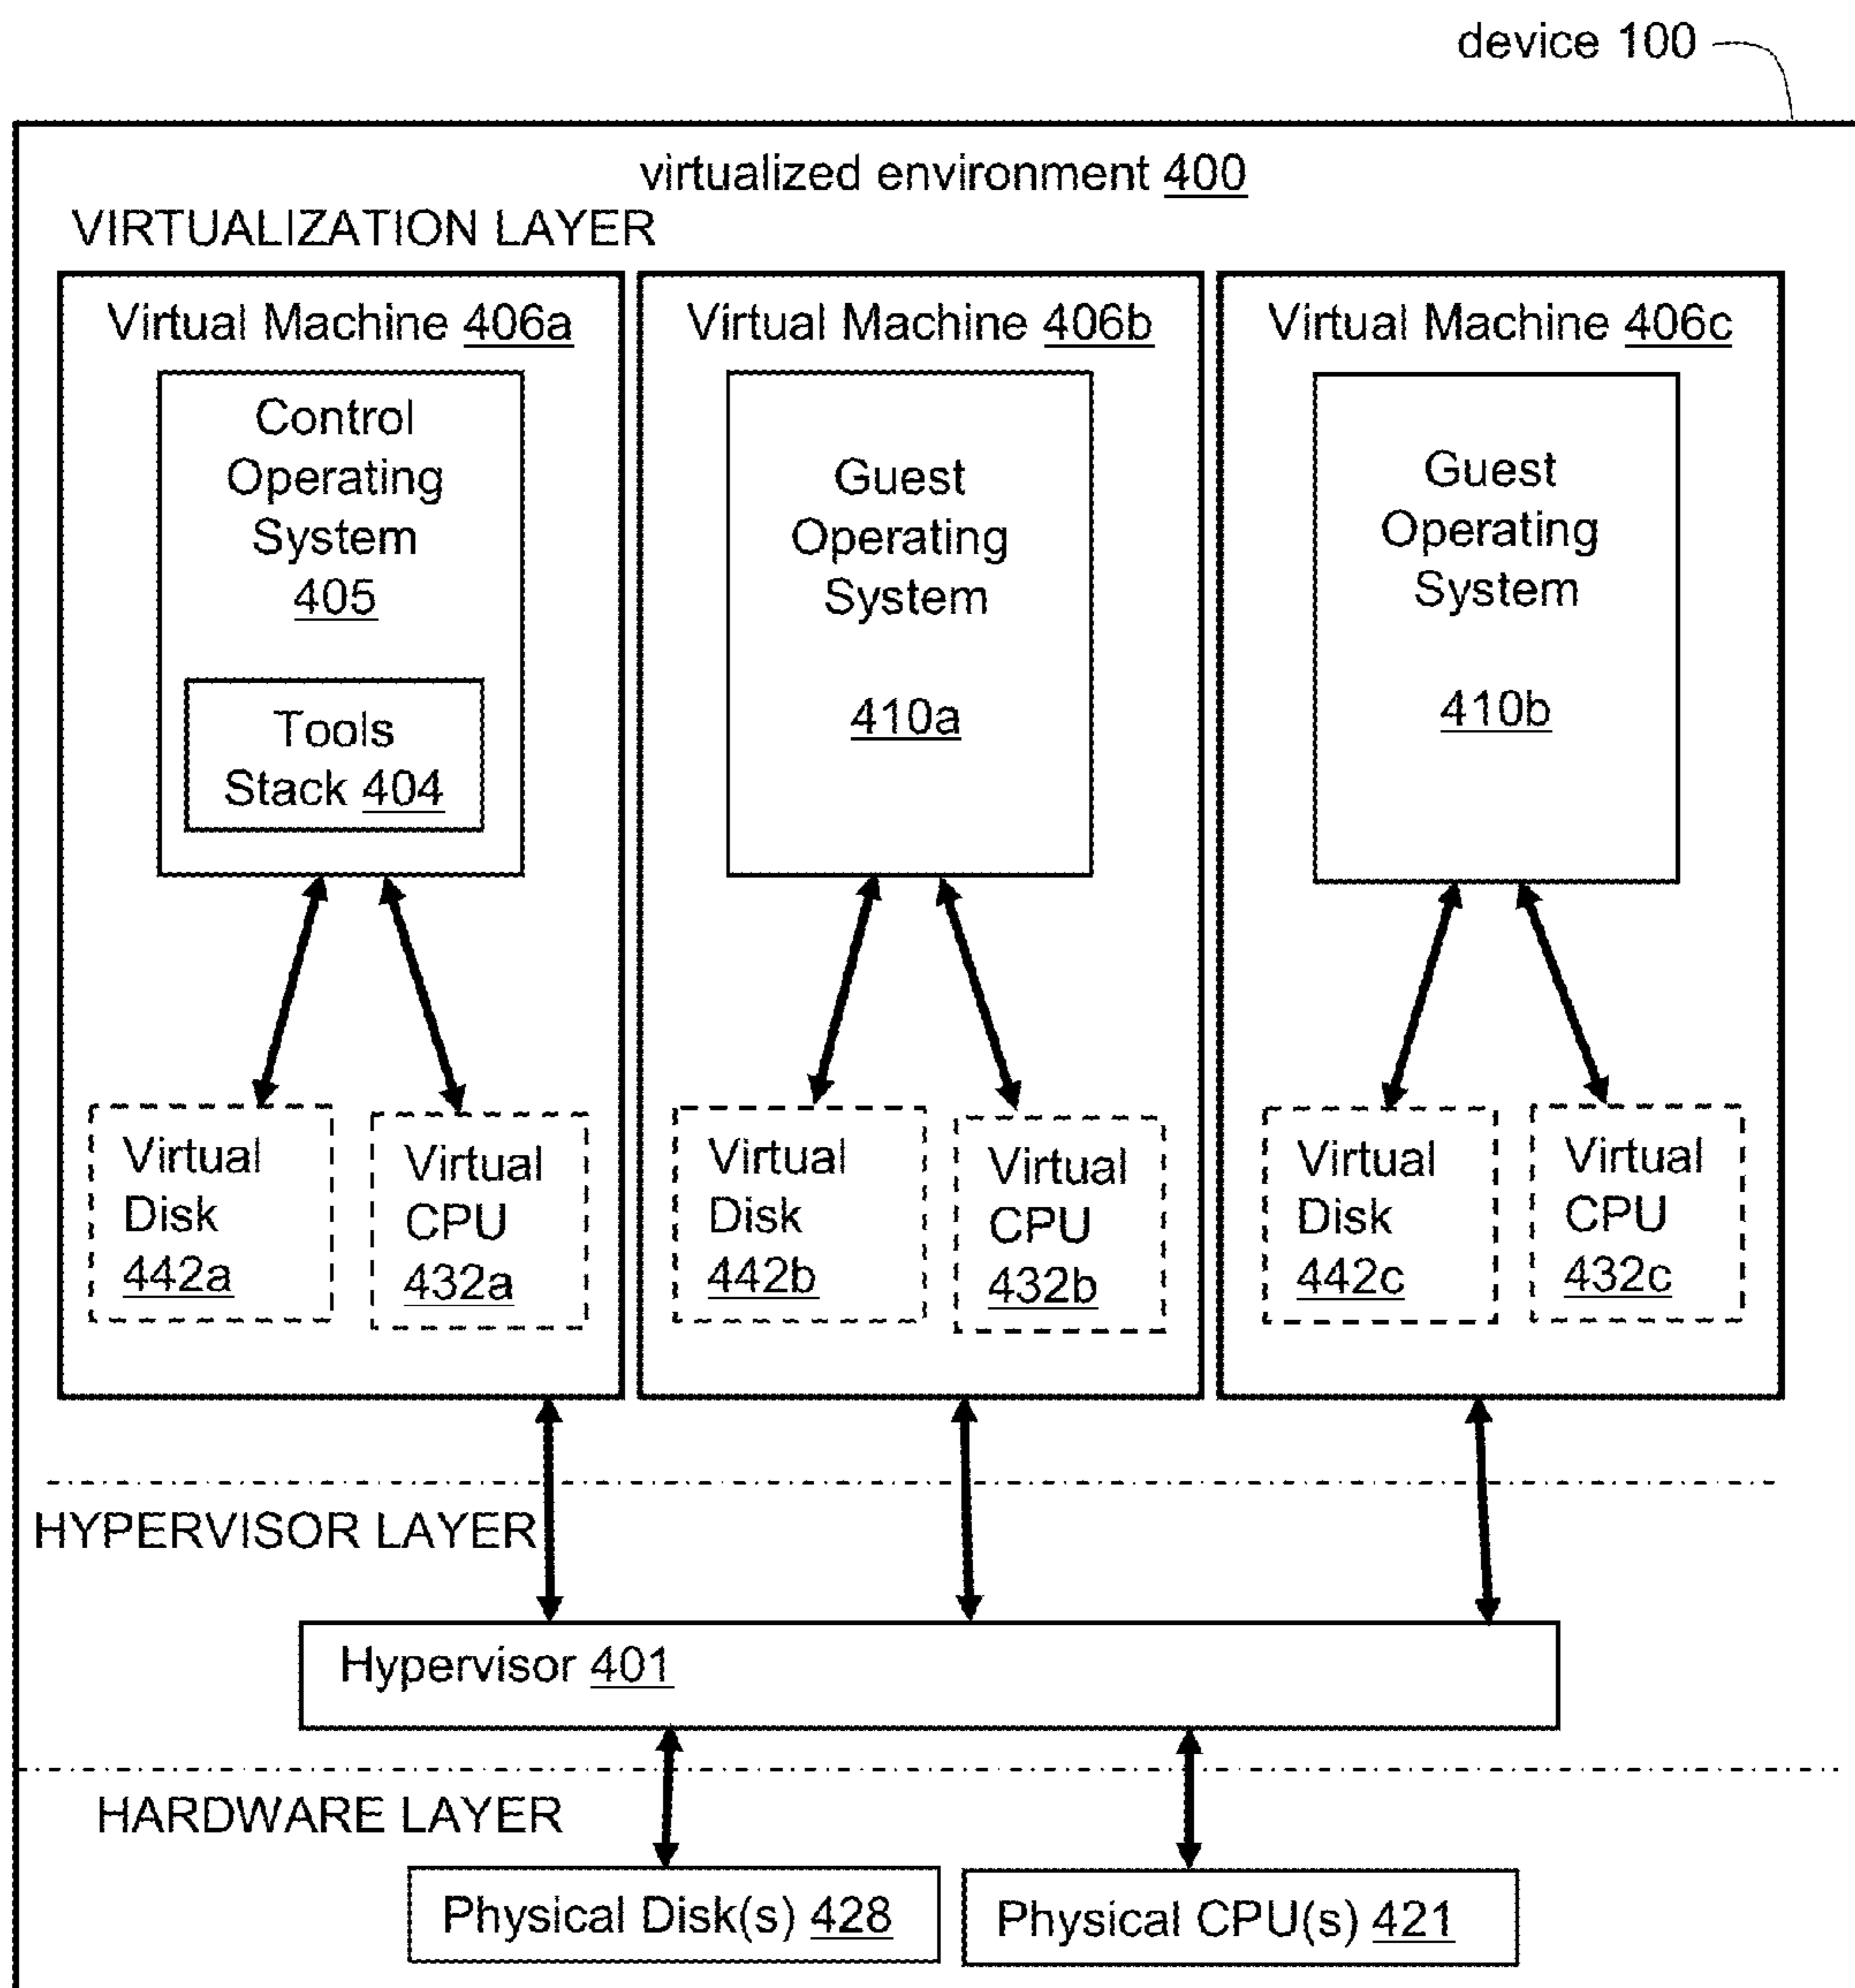 device 100
virtualized environment 400
VIRTUALIZATION LAYER
Virtual Machine 406a
Control
Operating
System
405
Tools
Stack 404
Virtual
Disk
442a
Virtual
CPU
432a
Virtual Machine 406b
Guest
Operating
System
410a
Virtual
Disk
442b
Virtual
CPU
432b
Virtual Machine 406c
Guest
Operating
System
410b
Virtual
Disk
442c
Virtual
CPU
432c
HYPERVISOR LAYER
Hypervisor 401
HARDWARE LAYER
Physical Disk(s) 428
Physical CPU(s) 421